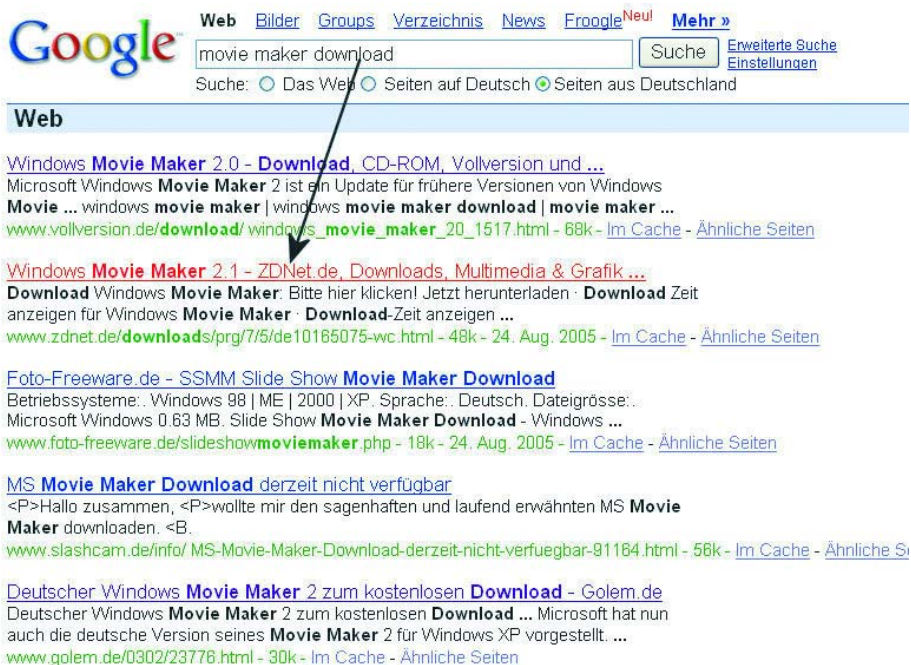 Google Web Bilder Groups Verzeichnis News Froogle Neu! Mehr »
movie maker download Suche Erweiterte Suche
Einstellungen
Suche: Das Web Seiten auf Deutsch Seiten aus Deutschland
Web
Windows Movie Maker 2.0 - Download, CD-ROM, Vollversion und ...
Microsoft Windows Movie Maker 2 ist ein Update für frühere Versionen von Windows
Movie ... windows movie maker | windows movie maker download | movie maker ...
www.vollversion.de/download/ windows_movie_maker_20_1517.html - 68k - Im Cache - Ähnliche Seiten
Windows Movie Maker 2.1 - ZDNet.de, Downloads, Multimedia & Grafik ...
Download Windows Movie Maker: Bitte hier klicken! Jetzt herunterladen · Download Zeit
anzeigen für Windows Movie Maker · Download-Zeit anzeigen ...
www.zdnet.de/downloads/prg/7/5/de10165075-wc.html - 48k - 24. Aug. 2005 - Im Cache - Ähnliche Seiten
Foto-Freeware.de - SSMM Slide Show Movie Maker Download
Betriebssysteme:. Windows 98 | ME | 2000 | XP. Sprache:. Deutsch. Dateigrösse:.
Microsoft Windows 0.63 MB. Slide Show Movie Maker Download - Windows ...
www.foto-freeware.de/slideshowmoviemaker.php - 18k - 24. Aug. 2005 - Im Cache - Ähnliche Seiten
MS Movie Maker Download derzeit nicht verfügbar
<P>Hallo zusammen, <P>wollte mir den sagenhaften und laufend erwähnten MS Movie
Maker downloaden. <B.
www.slashcam.de/info/ MS-Movie-Maker-Download-derzeit-nicht-verfuegbar-91164.html - 56k - Im Cache - Ähnliche Se
Deutscher Windows Movie Maker 2 zum kostenlosen Download - Golem.de
Deutscher Windows Movie Maker 2 zum kostenlosen Download ... Microsoft hat nun
auch die deutsche Version seines Movie Maker 2 für Windows XP vorgestellt. ...
www.golem.de/0302/23776.html - 30k - Im Cache - Ähnliche Seiten